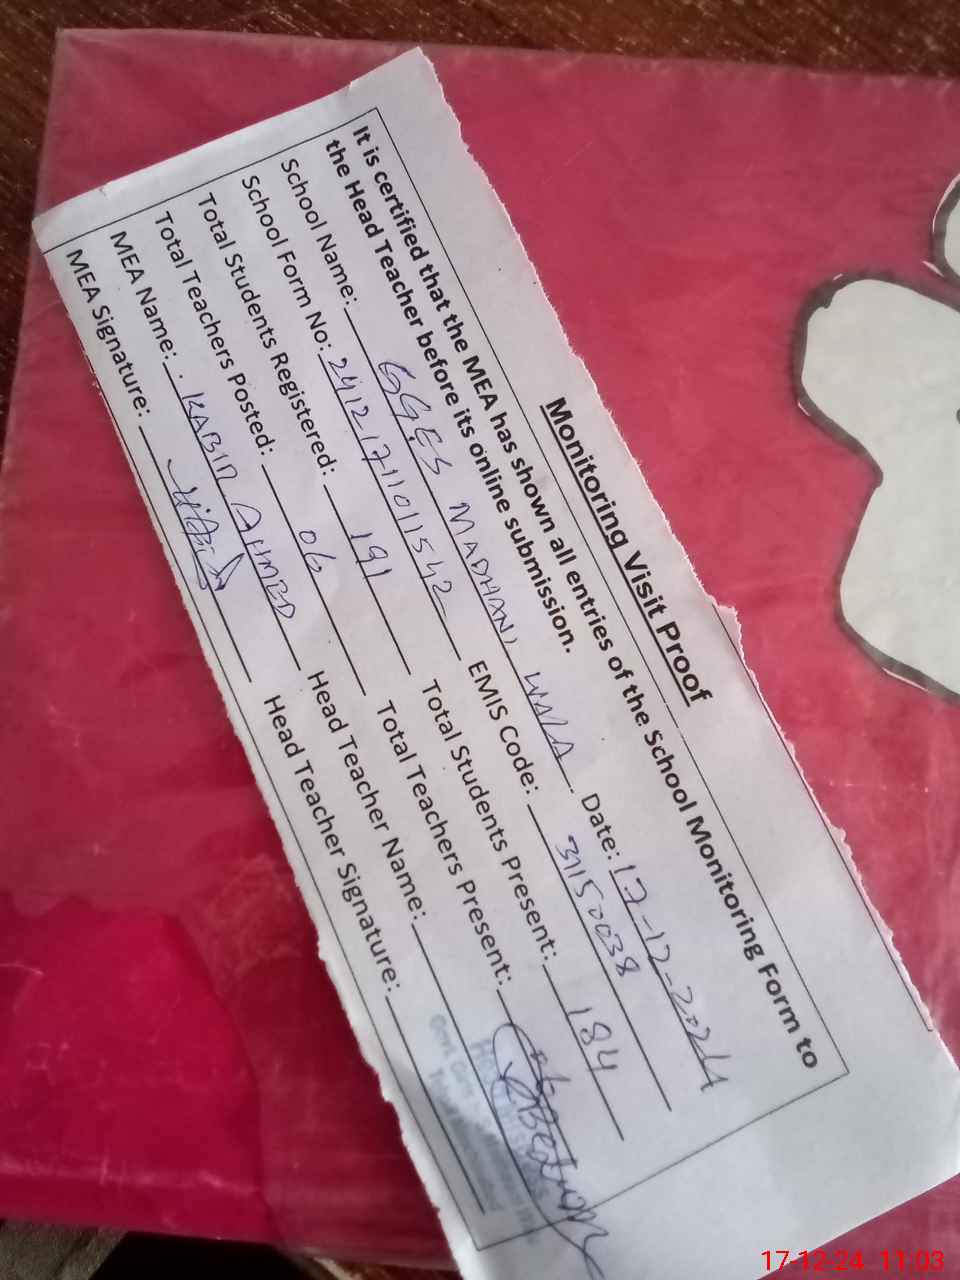 Monitoring Visit Proof
It is certified that the MEA has shown all entries of the School Monitoring Form to
the Head Teacher before its online submission.
School Name: GGES MADHANI WALA Date: 17-12-2024
School Form No: 241217110111542 EMIS Code: 31150038
Total Students Registered: 191 Total Students Present: 184
Total Teachers Posted: 06 Total Teachers Present:
MEA Name: KABIR AHMED Head Teacher Name:
MEA Signature: Head Teacher Signature:
17-12-24 11:03